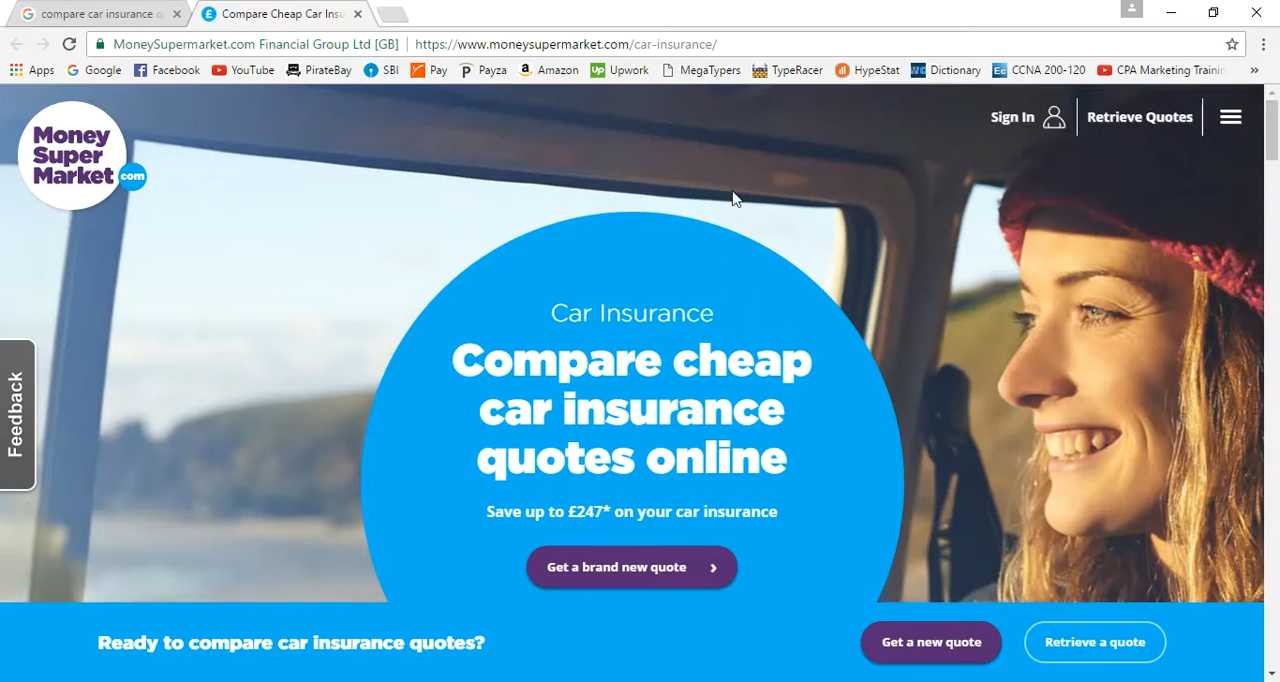 compare car insurance q
Compare Cheap Car Insu
MoneySupermarket.com Financial Group Ltd [GB]
https://www.moneysupermarket.com/car-insurance/
Apps Google Facebook YouTube PirateBay SBI Pay Payza Amazon Upwork MegaTypers TypeRacer HypeStat Dictionary CCNA 200-120 CPA Marketing Trainin »
Money
Super
Market com
Sign In
Retrieve Quotes
Feedback
Car Insurance
Compare cheap
car insurance
quotes online
Save up to £247* on your car insurance
Get a brand new quote
Ready to compare car insurance quotes?
Get a new quote
Retrieve a quote